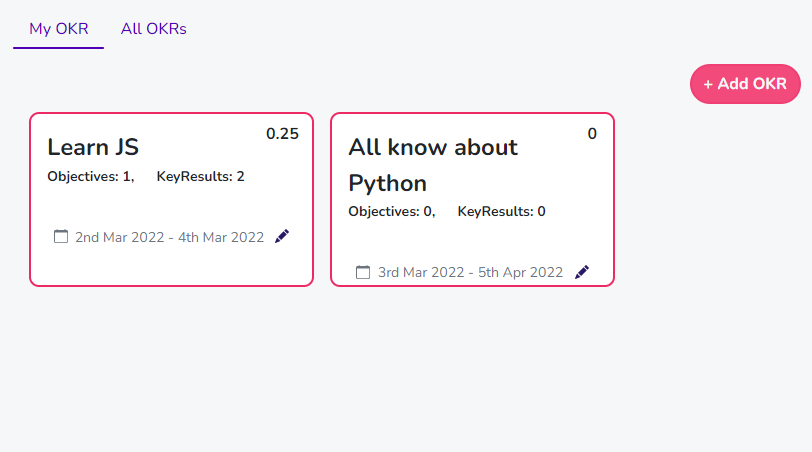 My OKR All OKRs
+ Add OKR
Learn JS
0.25
Objectives: 1, KeyResults: 2
2nd Mar 2022 - 4th Mar 2022
All know about
Python
0
Objectives: 0, KeyResults: 0
3rd Mar 2022 - 5th Apr 2022